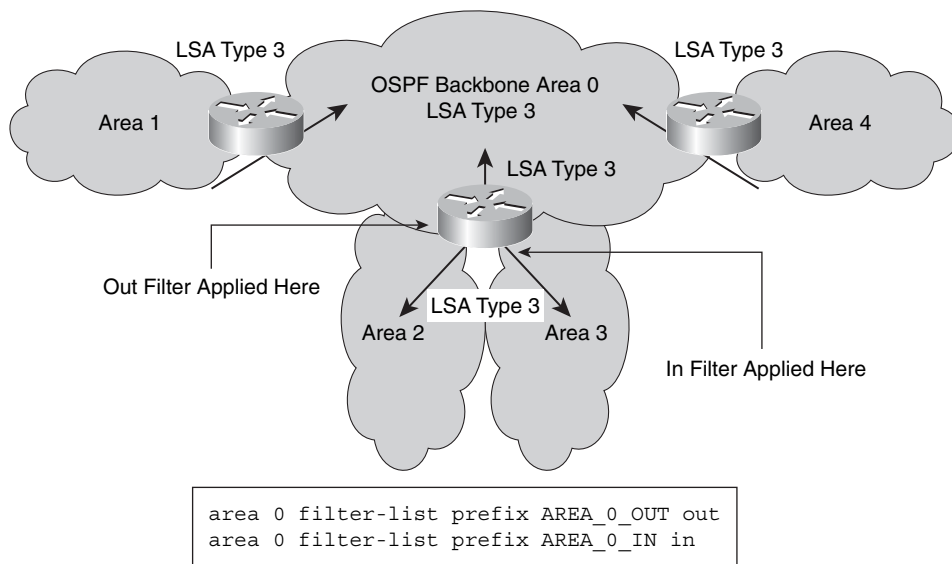 LSA Type 3
LSA Type 3
OSPF Backbone Area 0
LSA Type 3
Area 1
Area 4
LSA Type 3
Out Filter Applied Here
LSA Type 3
Area 2
Area 3
In Filter Applied Here
area 0 filter-list prefix AREA_0_OUT out
area 0 filter-list prefix AREA_0_IN in